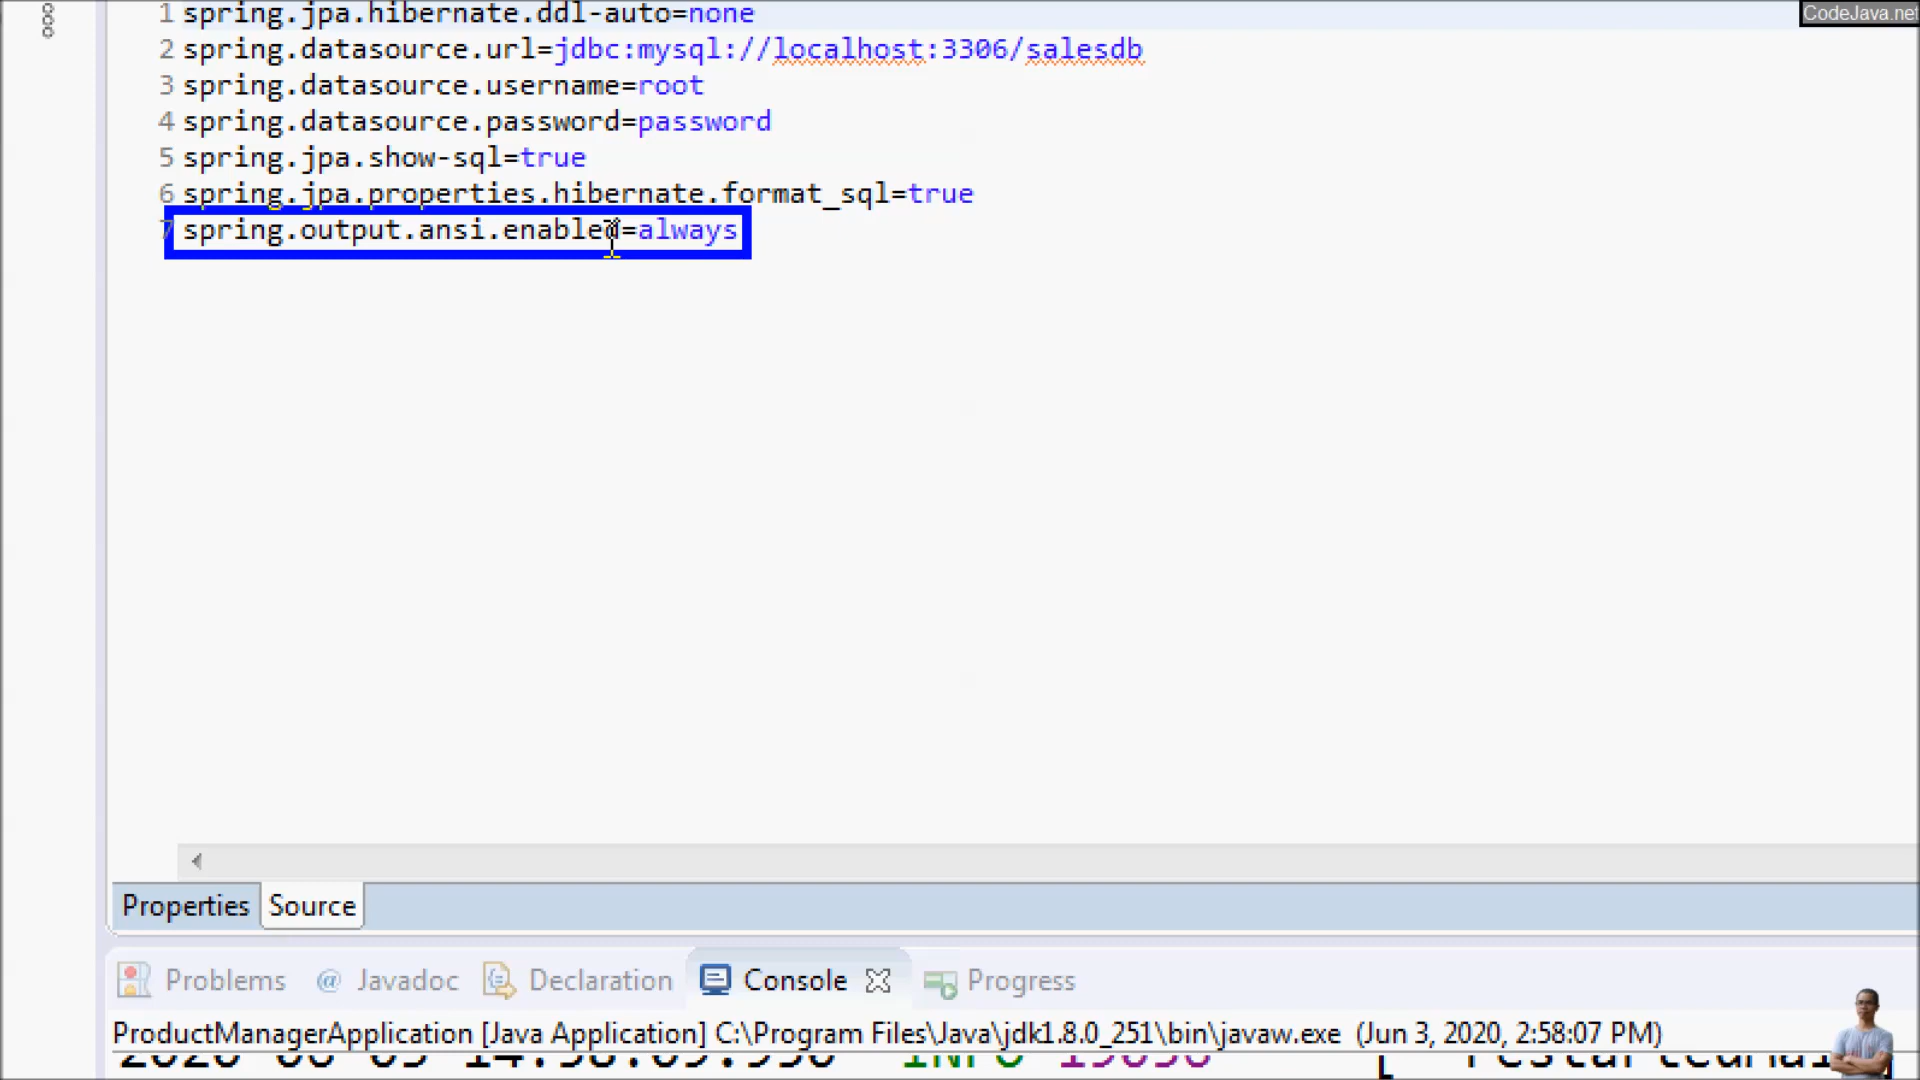 CodeJava.net
1 spring.jpa.hibernate.ddl-auto=none
2 spring.datasource.url=jdbc:mysql://localhost:3306/salesdb
3 spring.datasource.username=root
4 spring.datasource.password=password
5 spring.jpa.show-sql=true
6 spring.jpa.properties.hibernate.format_sql=true
7 spring.output.ansi.enabled=always
Properties Source
Problems @ Javadoc Declaration Console Progress
ProductManagerApplication [Java Application] C:\Program Files\Java\jdk1.8.0_251\bin\javaw.exe (Jun 3, 2020, 2:58:07 PM)